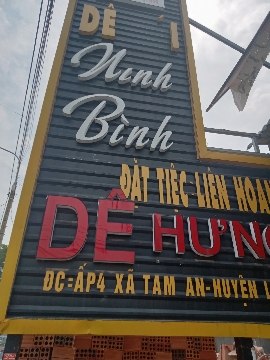 DÊ I
Ninh
Bình
ĐẶT TIỆC LIÊN HOAN
DÊ HƯNG
ĐC:ẤP4 XÃ TAM AN-HUYỆN